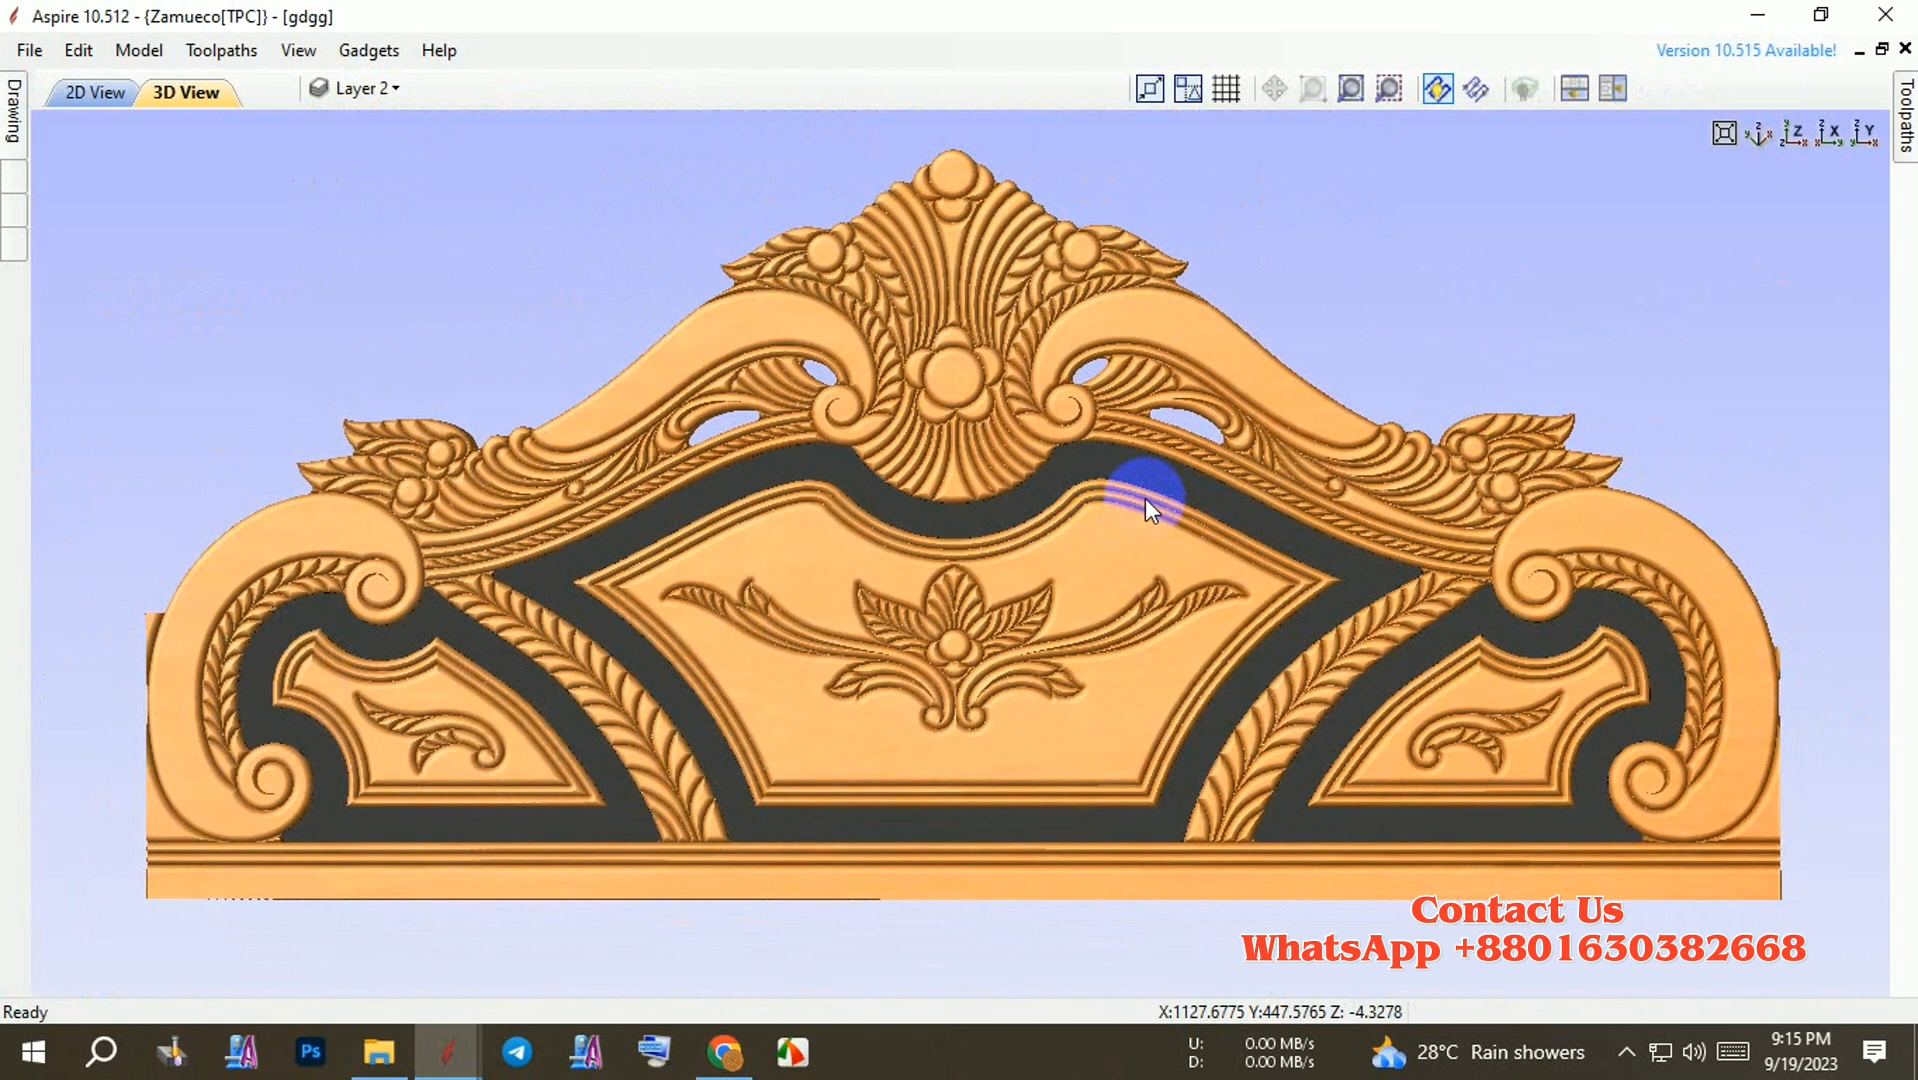 Aspire 10.512 - {Zamueco[TPC]} - [gdgg]
File Edit Model Toolpaths View Gadgets Help
Version 10.515 Available!
2D View 3D View Layer 2
Drawing
Toolpaths
Contact Us
WhatsApp +8801630382668
Ready
X:1127.6775 Y:447.5765 Z: -4.3278
Ps
U: 0.00 MB/s
D: 0.00 MB/s
28°C Rain showers
9:15 PM
9/19/2023